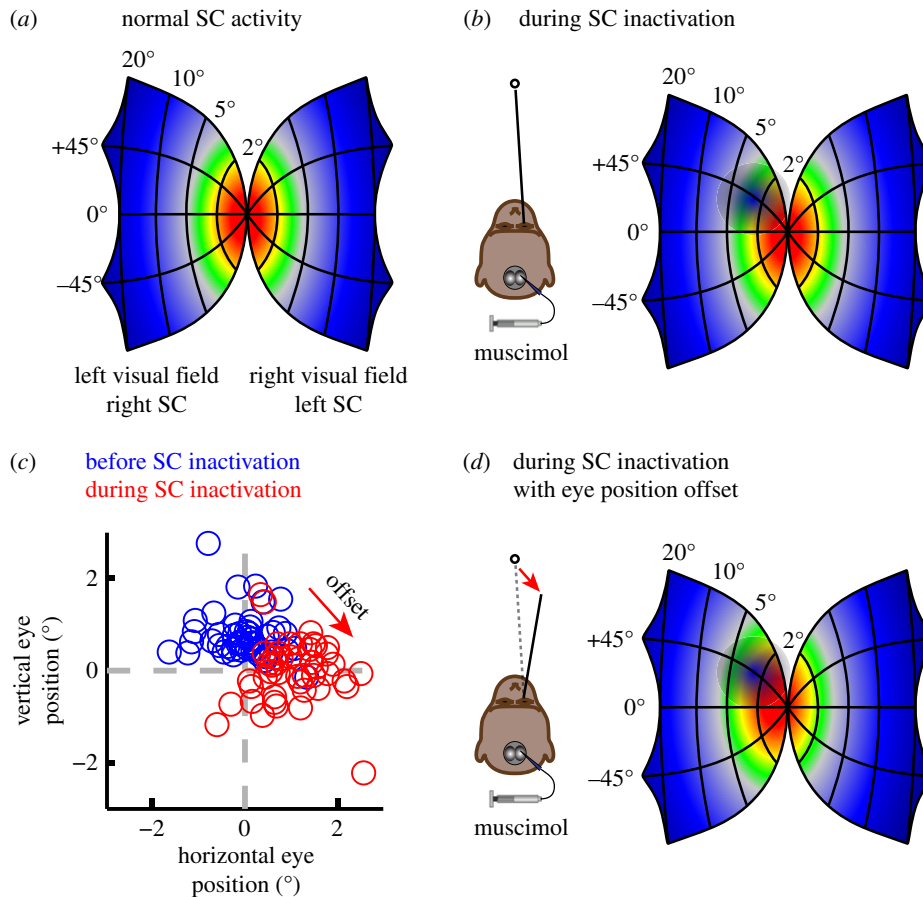 (a) normal SC activity
20°
10°
5°
2°
+45°
0°
–45°
left visual field
right SC
right visual field
left SC
(b) during SC inactivation
20°
10°
5°
2°
+45°
0°
–45°
muscimol
(c) before SC inactivation
during SC inactivation
offset
2
0
–2
vertical eye
position (°)
–2 0 2
horizontal eye
position (°)
(d) during SC inactivation
with eye position offset
20°
10°
5°
2°
+45°
0°
–45°
muscimol